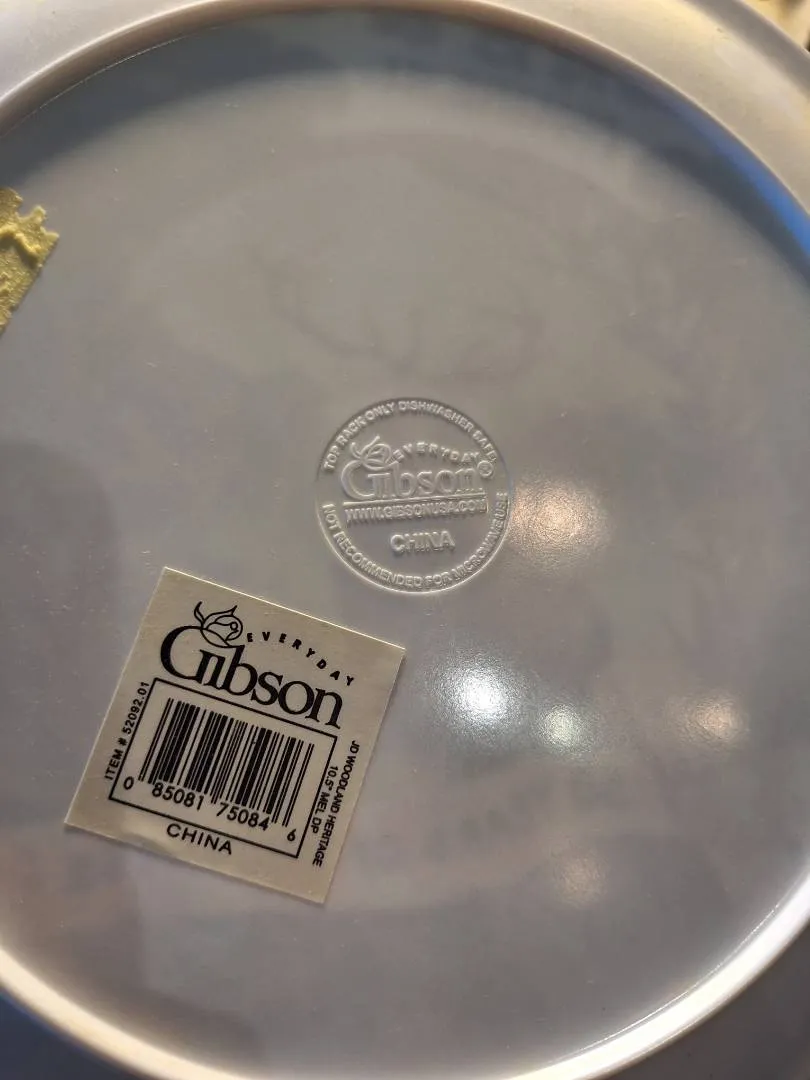 TOP RACK ONLY DISHWASHER SAFE
EVERYDAY
Gibson®
WWW.GIBSONUSA.COM
CHINA
NOT RECOMMENDED FOR MICROWAVE USE
EVERYDAY
Gibson
ITEM # 52092.01
0 85081 75084 6
JD WOODLAND HERITAGE
10.5" MEL DP
CHINA